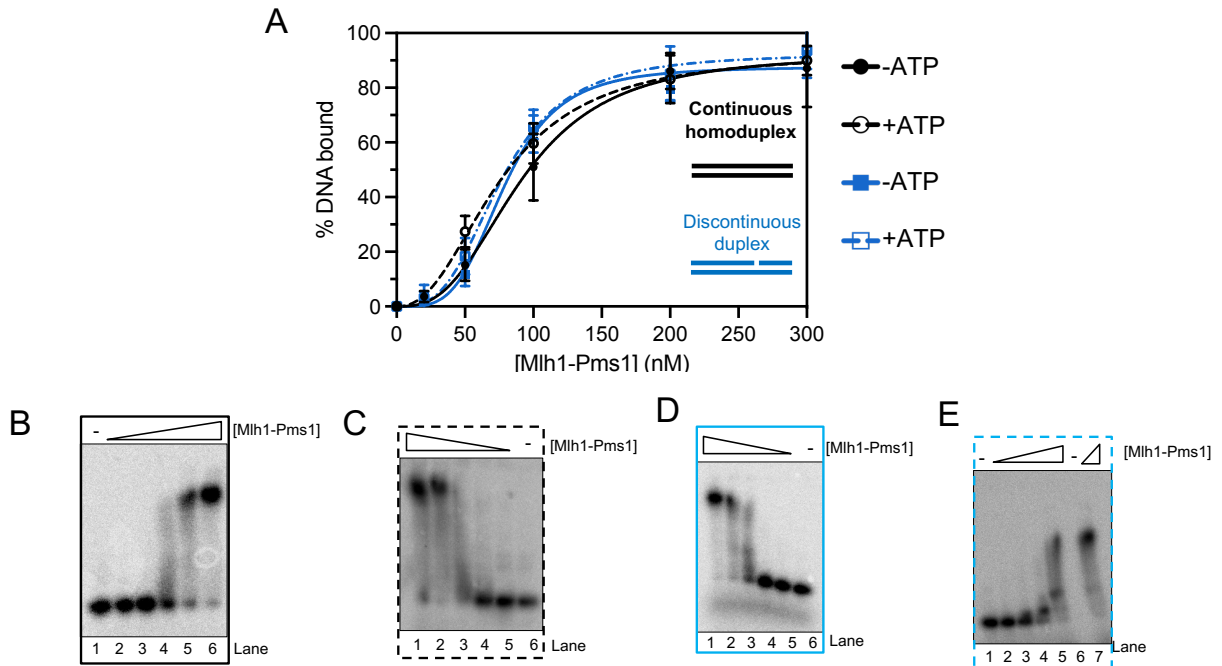 A
% DNA bound
100
80
60
40
20
0
0 50 100 150 200 250 300
[Mlh1-Pms1] (nM)
Continuous
homoduplex
Discontinuous
duplex
-ATP
+ATP
-ATP
+ATP
B
- [Mlh1-Pms1]
1 2 3 4 5 6 Lane
C
- [Mlh1-Pms1]
1 2 3 4 5 6 Lane
D
- [Mlh1-Pms1]
1 2 3 4 5 6 Lane
E
- - [Mlh1-Pms1]
1 2 3 4 5 6 7 Lane